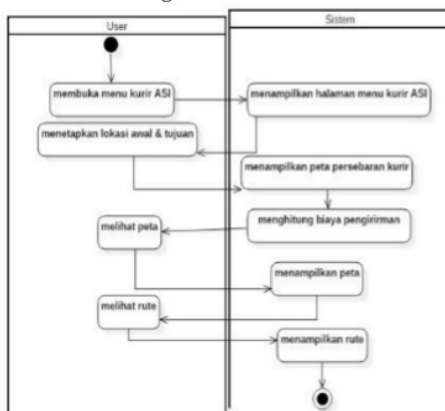 User
Sistem
membuka menu kurir ASI
menampilkan halaman menu kurir ASI
menetapkan lokasi awal & tujuan
menampilkan peta persebaran kurir
menghitung biaya pengirirman
melihat peta
menampilkan peta
melihat rute
menampilkan rute